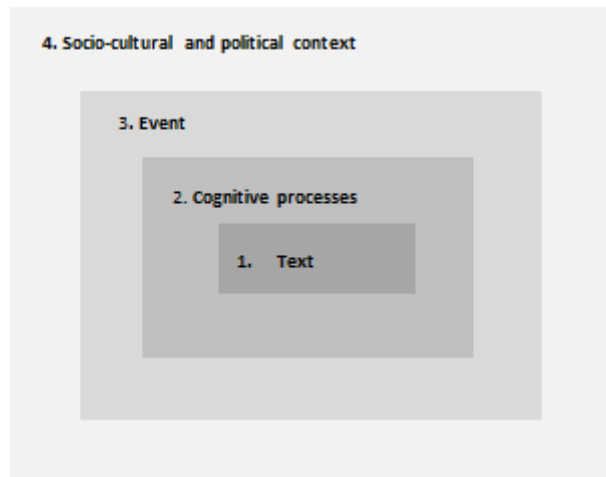 4. Socio-cultural and political context
3. Event
2. Cognitive processes
1. Text